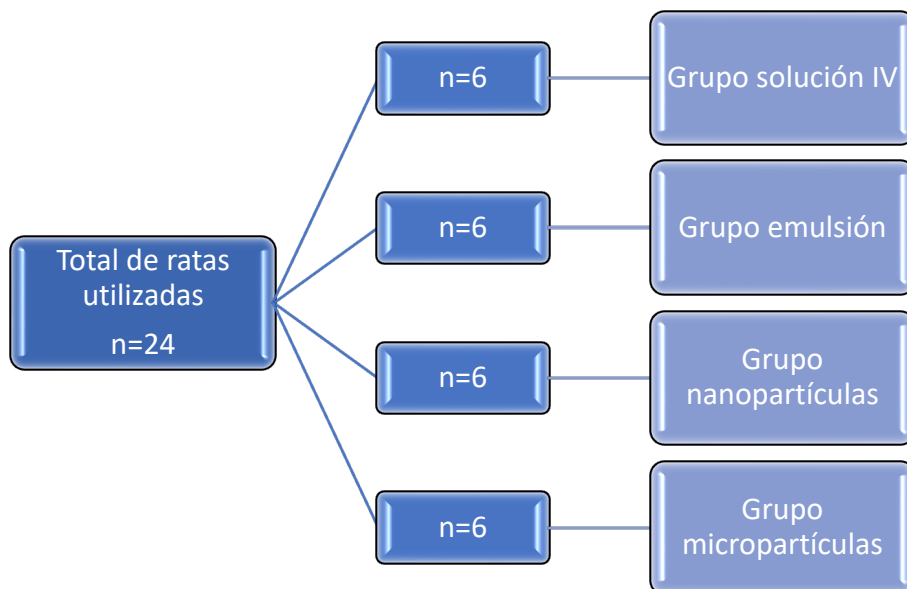 Total de ratas
utilizadas
n=24
n=6
Grupo solución IV
n=6
Grupo emulsión
n=6
Grupo
nanopartículas
n=6
Grupo
micropartículas